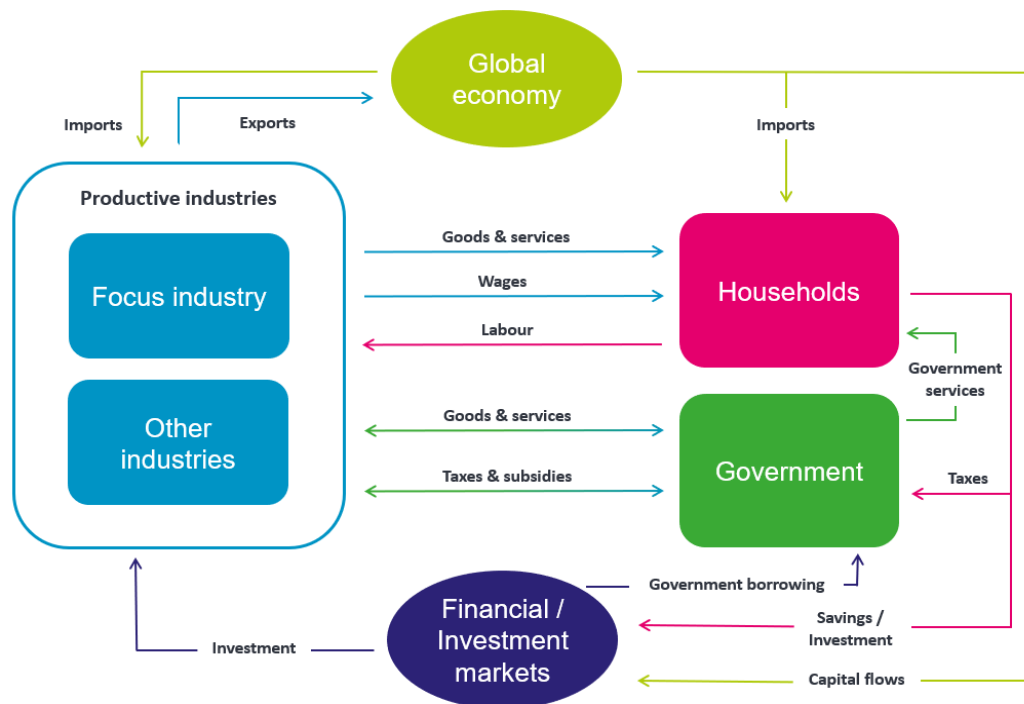 Global
economy
Imports
Exports
Imports
Productive industries
Focus industry
Other
industries
Goods & services
Wages
Labour
Households
Government
services
Goods & services
Taxes & subsidies
Government
Taxes
Government borrowing
Financial /
Investment
markets
Investment
Savings /
Investment
Capital flows